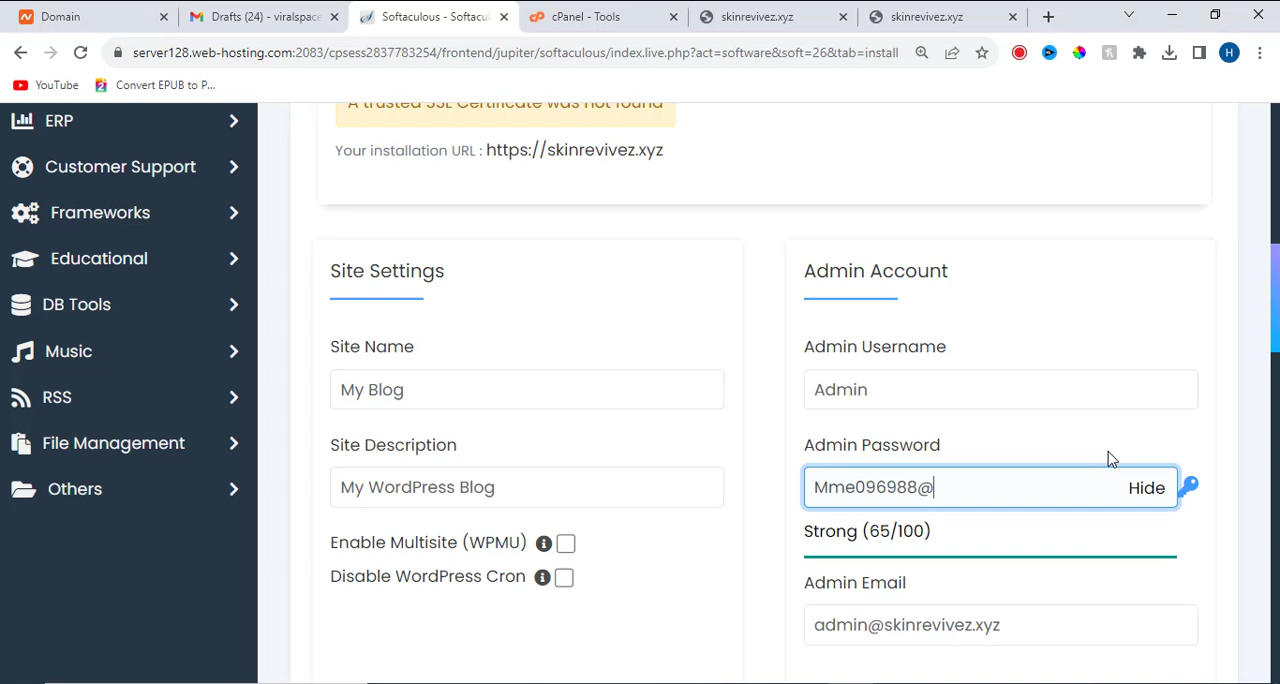 Domain
Drafts (24) - viralspace
Softaculous - Softacul
cPanel - Tools
skinrevivez.xyz
skinrevivez.xyz
server128.web-hosting.com:2083/cpsess2837783254/frontend/jupiter/softaculous/index.live.php?act=software&soft=26&tab=install
H
YouTube
Convert EPUB to P...
ERP
Customer Support
Frameworks
Educational
DB Tools
Music
RSS
File Management
Others
A trusted SSL Certificate was not found
Your installation URL : https://skinrevivez.xyz
Site Settings
Site Name
My Blog
Site Description
My WordPress Blog
Enable Multisite (WPMU)
Disable WordPress Cron
Admin Account
Admin Username
Admin
Admin Password
Mme096988@
Hide
Strong (65/100)
Admin Email
admin@skinrevivez.xyz